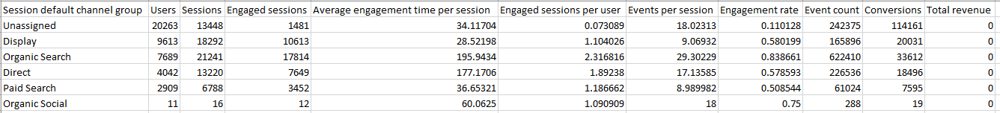 Session default channel group Users Sessions Engaged sessions Average engagement time per session Engaged sessions per user Events per session Engagement rate Event count Conversions Total revenue
Unassigned 20263 13448 1481 34.11704 0.073089 18.02313 0.110128 242375 114161 0
Display 9613 18292 10613 28.52198 1.104026 9.06932 0.580199 165896 20031 0
Organic Search 7689 21241 17814 195.9434 2.316816 29.30229 0.838661 622410 33612 0
Direct 4042 13220 7649 177.1706 1.89238 17.13585 0.578593 226536 18496 0
Paid Search 2909 6788 3452 36.65321 1.186662 8.989982 0.508544 61024 7595 0
Organic Social 11 16 12 60.0625 1.090909 18 0.75 288 19 0